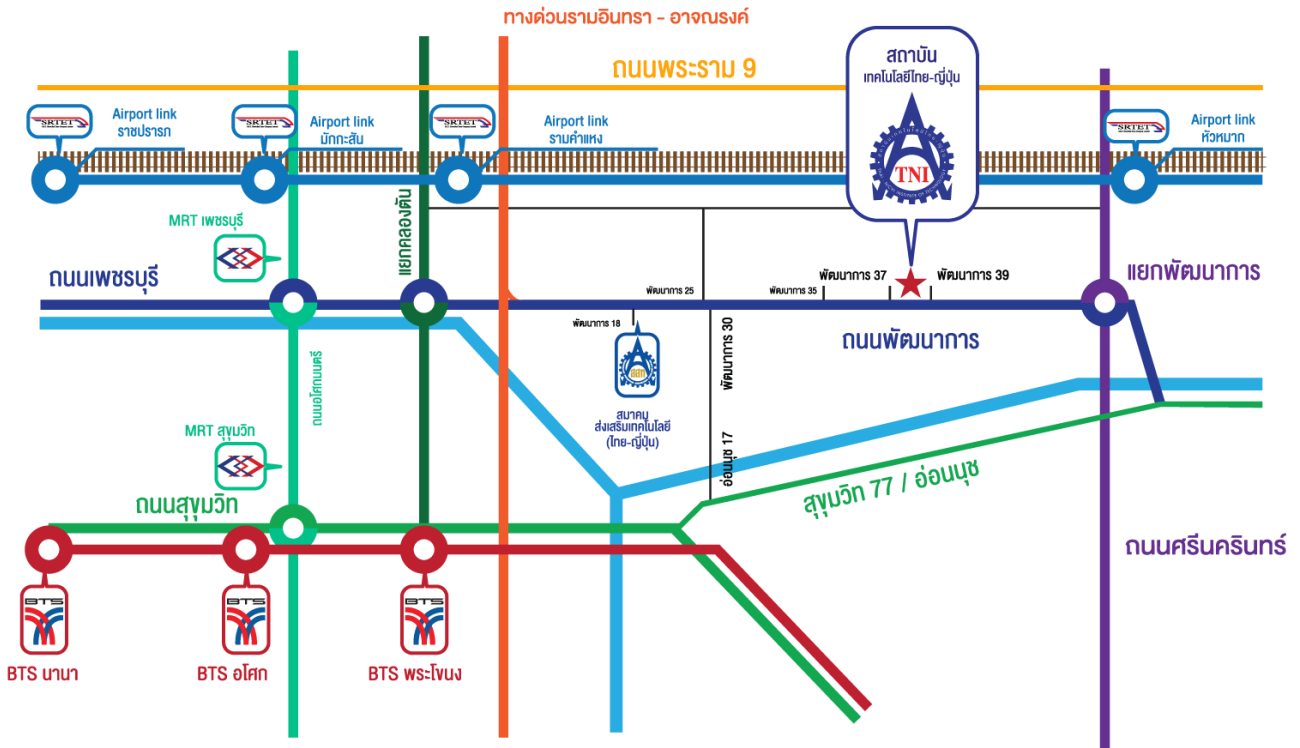 ทางด่วนรามอินทรา - อาจณรงค์
สถาบัน
เทคโนโลยีไทย-ญี่ปุ่น
TNI
ถนนพระราม 9
SRTET
Airport link
ราชปรารภ
SRTET
Airport link
มักกะสัน
SRTET
Airport link
รามคำแหง
SRTET
Airport link
หัวหมาก
MRT เพชรบุรี
แยกคลองตัน
ถนนเพชรบุรี
พัฒนาการ 25
พัฒนาการ 35
พัฒนาการ 37
พัฒนาการ 39
แยกพัฒนาการ
พัฒนาการ 18
พัฒนาการ 30
ถนนพัฒนาการ
ถนนอโศกมนตรี
สสท
สมาคม
ส่งเสริมเทคโนโลยี
(ไทย-ญี่ปุ่น)
MRT สุขุมวิท
อ่อนนุช 17
สุขุมวิท 77 / อ่อนนุช
ถนนสุขุมวิท
ถนนศรีนครินทร์
BTS
BTS นานา
BTS
BTS อโศก
BTS
BTS พระโขนง